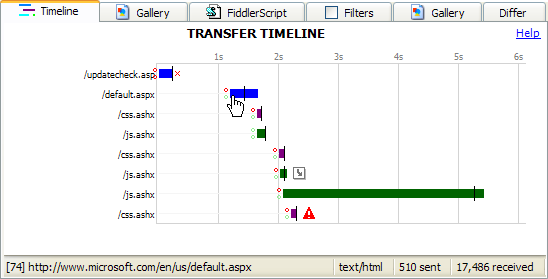 Timeline Gallery FiddlerScript Filters Gallery Differ
TRANSFER TIMELINE Help
1s 2s 3s 4s 5s 6s
/updatecheck.asp
/default.aspx
/css.ashx
/js.ashx
/css.ashx
/js.ashx
/js.ashx
/css.ashx
[74] http://www.microsoft.com/en/us/default.aspx text/html 510 sent 17,486 received